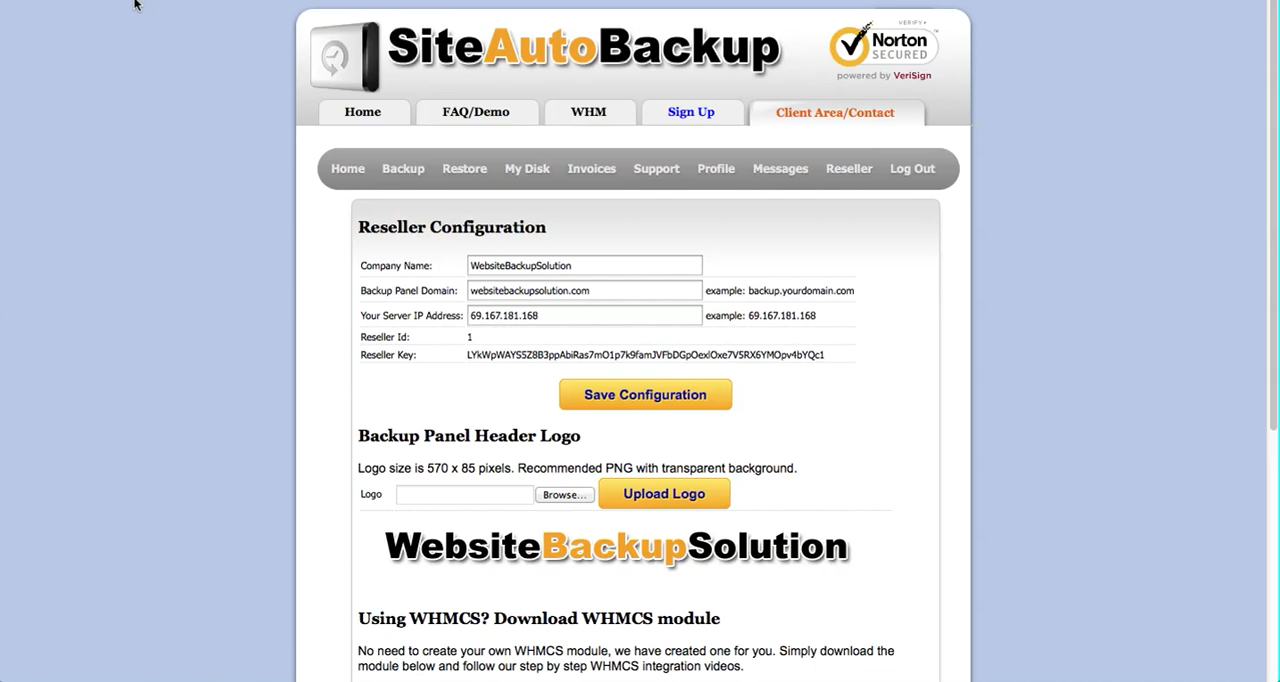 SiteAutoBackup
VERIFY
Norton
SECURED
powered by VeriSign
Home
FAQ/Demo
WHM
Sign Up
Client Area/Contact
Home
Backup
Restore
My Disk
Invoices
Support
Profile
Messages
Reseller
Log Out
Reseller Configuration
Company Name: WebsiteBackupSolution
Backup Panel Domain: websitebackupsolution.com example: backup.yourdomain.com
Your Server IP Address: 69.167.181.168 example: 69.167.181.168
Reseller Id: 1
Reseller Key: LYkWpWAYS5Z8B3ppAbiRas7mO1p7k9famJVFbDGpOexlOxe7V5RX6YMOpv4bYQc1
Save Configuration
Backup Panel Header Logo
Logo size is 570 x 85 pixels. Recommended PNG with transparent background.
Logo Browse... Upload Logo
WebsiteBackupSolution
Using WHMCS? Download WHMCS module
No need to create your own WHMCS module, we have created one for you. Simply download the
module below and follow our step by step WHMCS integration videos.